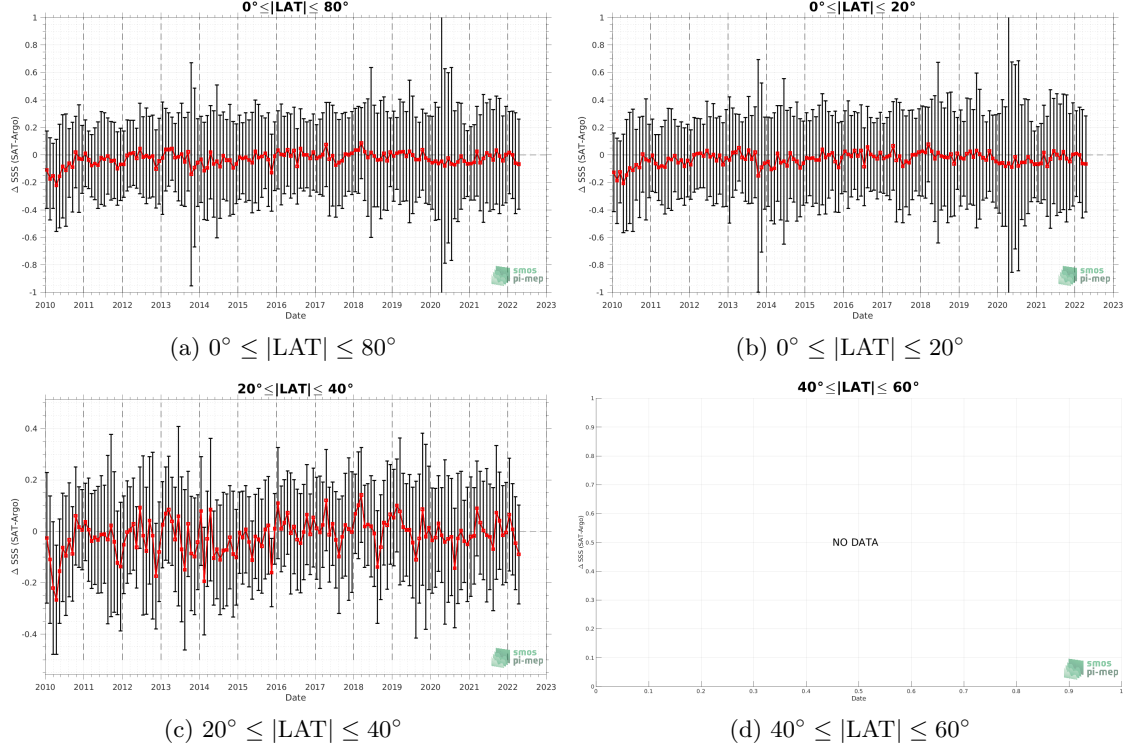 0°≤|LAT|≤ 80°
Δ SSS (SAT-Argo)
1
0.8
0.6
0.4
0.2
0
-0.2
-0.4
-0.6
-0.8
-1
2010 2011 2012 2013 2014 2015 2016 2017 2018 2019 2020 2021 2022 2023
Date
smos
pi-mep
(a) 0° ≤ |LAT| ≤ 80°
0°≤|LAT|≤ 20°
Δ SSS (SAT-Argo)
1
0.8
0.6
0.4
0.2
0
-0.2
-0.4
-0.6
-0.8
-1
2010 2011 2012 2013 2014 2015 2016 2017 2018 2019 2020 2021 2022 2023
Date
smos
pi-mep
(b) 0° ≤ |LAT| ≤ 20°
20°≤|LAT|≤ 40°
Δ SSS (SAT-Argo)
0.4
0.2
0
-0.2
-0.4
2010 2011 2012 2013 2014 2015 2016 2017 2018 2019 2020 2021 2022 2023
Date
smos
pi-mep
(c) 20° ≤ |LAT| ≤ 40°
40°≤|LAT|≤ 60°
Δ SSS (SAT-Argo)
1
0.9
0.8
0.7
0.6
0.5
0.4
0.3
0.2
0.1
0
NO DATA
0 0.1 0.2 0.3 0.4 0.5 0.6 0.7 0.8 0.9 1
smos
pi-mep
(d) 40° ≤ |LAT| ≤ 60°